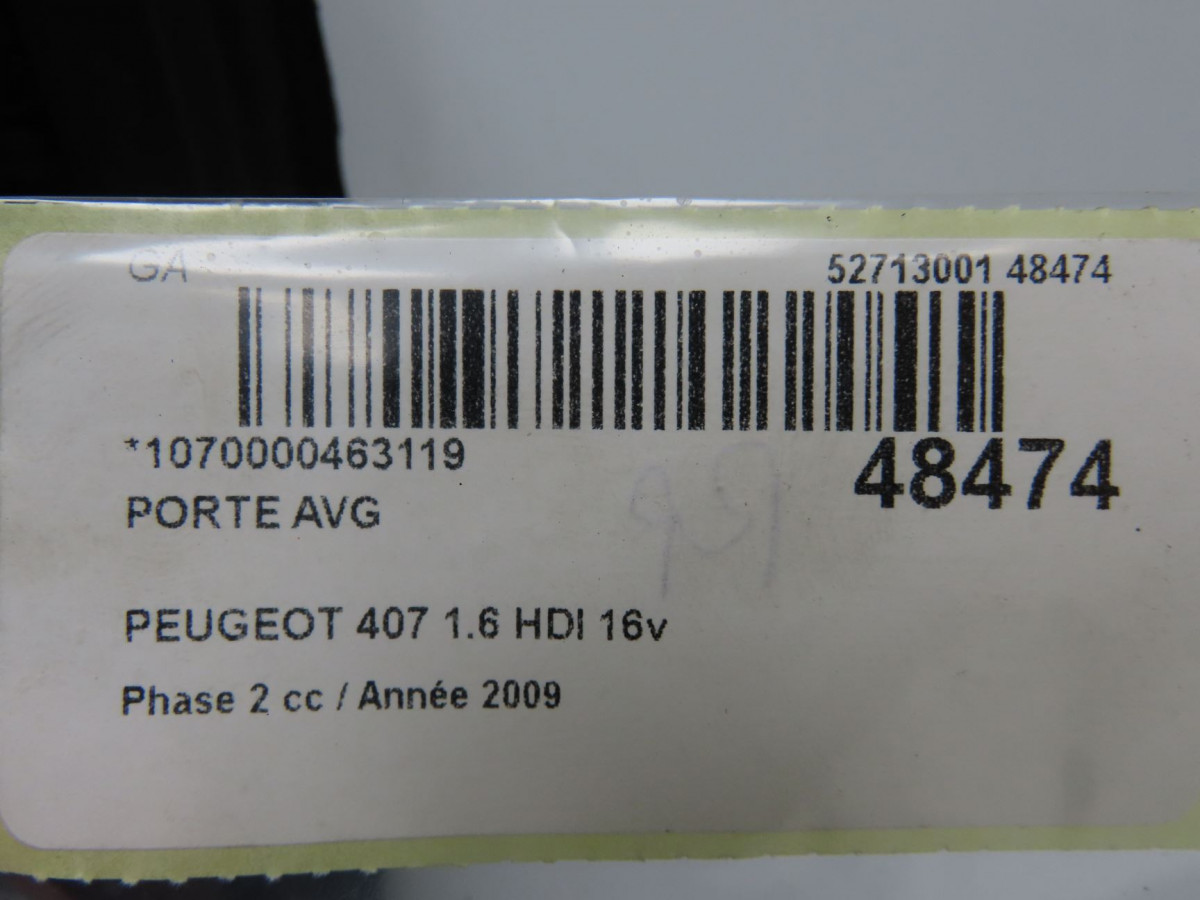 GA 52713001 48474
*1070000463119 48474
PORTE AVG
PEUGEOT 407 1.6 HDI 16v
Phase 2 cc / Année 2009